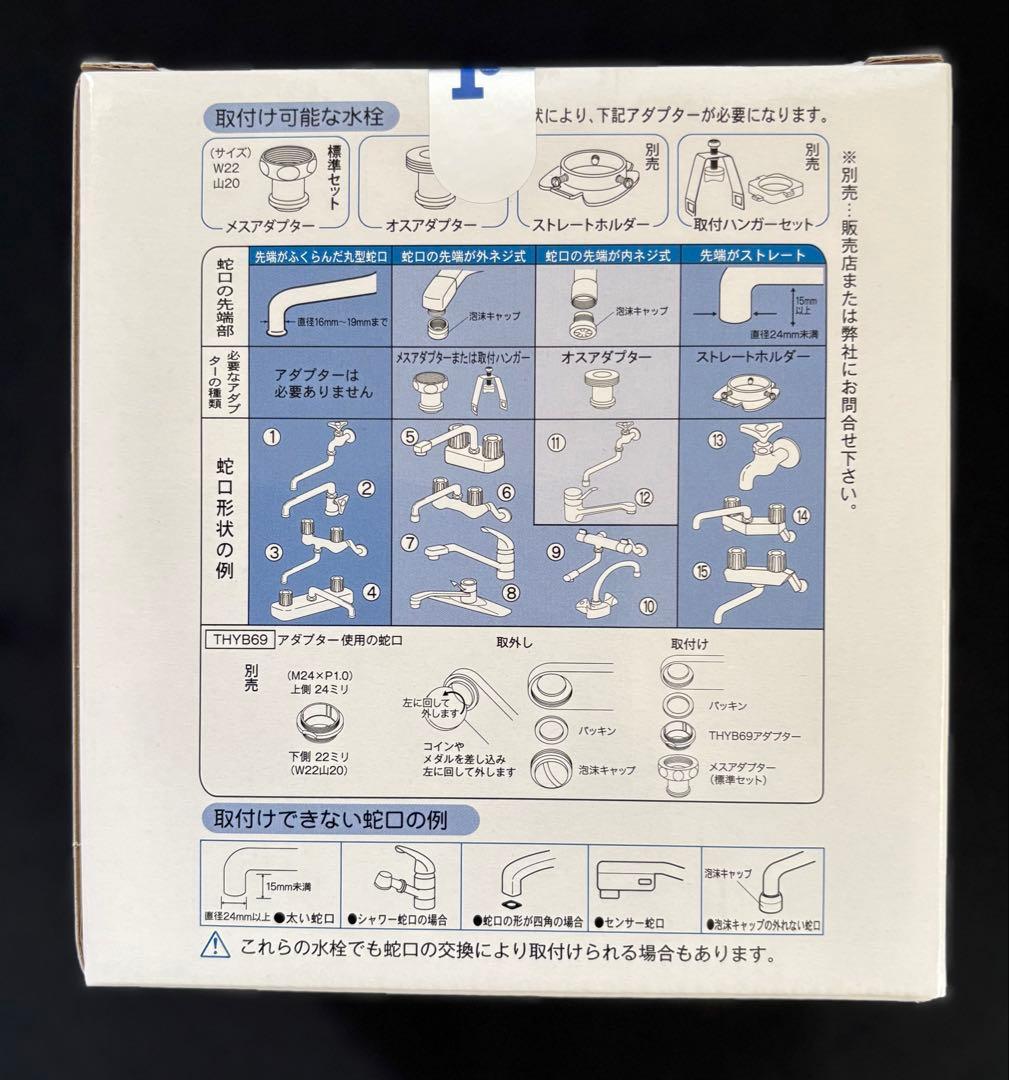 取付け可能な水栓
状により、下記アダプターが必要になります。
(サイズ)
W22
山20
標準セット
メスアダプター
オスアダプター
別売
ストレートホルダー
別売
取付ハンガーセット
※別売…販売店または弊社にお問合せ下さい。
蛇口の先端部
先端がふくらんだ丸型蛇口
蛇口の先端が外ネジ式
蛇口の先端が内ネジ式
先端がストレート
直径16mm〜19mmまで
泡沫キャップ
泡沫キャップ
15mm
以上
直径24mm未満
必要なアダプ
ターの種類
アダプターは
必要ありません
メスアダプターまたは取付ハンガー
オスアダプター
ストレートホルダー
蛇口形状の例
①
②
③
④
⑤
⑥
⑦
⑧
⑪
⑫
⑨
⑩
⑬
⑭
⑮
THYB69 アダプター使用の蛇口
別売
(M24×P1.0)
上側 24ミリ
下側 22ミリ
(W22山20)
取外し
左に回して
外します
コインや
メダルを差し込み
左に回して外します
パッキン
泡沫キャップ
取付け
パッキン
THYB69アダプター
メスアダプター
(標準セット)
取付けできない蛇口の例
15mm未満
直径24mm以上
●太い蛇口
●シャワー蛇口の場合
●蛇口の形が四角の場合
●センサー蛇口
泡沫キャップ
●泡沫キャップの外れない蛇口
これらの水栓でも蛇口の交換により取付けられる場合もあります。